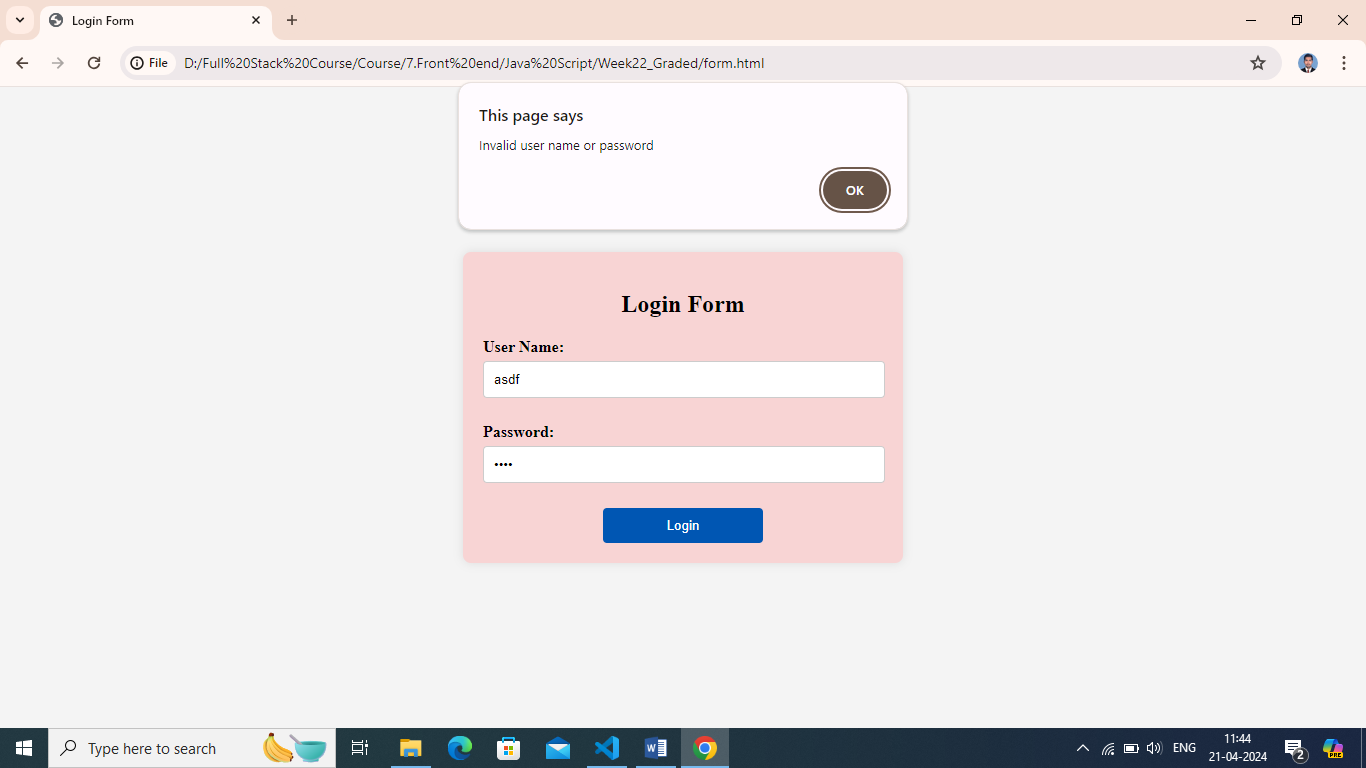 Login Form
File
D:/Full%20Stack%20Course/Course/7.Front%20end/Java%20Script/Week22_Graded/form.html
This page says
Invalid user name or password
OK
Login Form
User Name:
asdf
Password:
••••
Login
Type here to search
ENG
11:44
21-04-2024
2
PRE